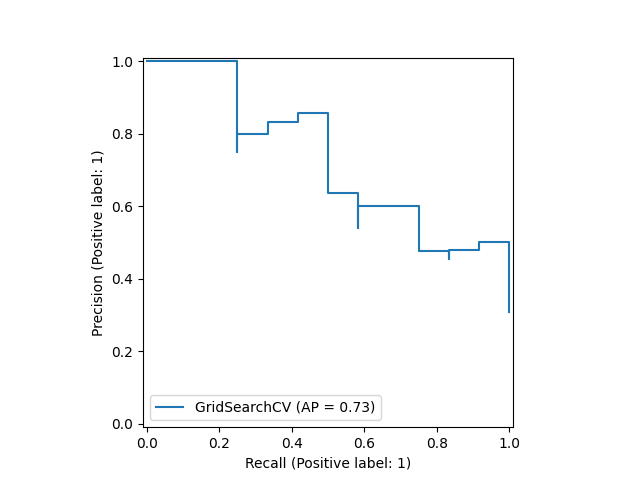 1.0
0.8
0.6
0.4
0.2
0.0
Precision (Positive label: 1)
GridSearchCV (AP = 0.73)
0.0 0.2 0.4 0.6 0.8 1.0
Recall (Positive label: 1)